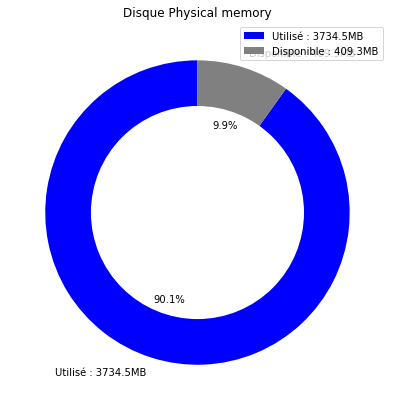 Disque Physical memory
Utilisé : 3734.5MB
Disponible : 409.3MB
9.9%
90.1%
Utilisé : 3734.5MB